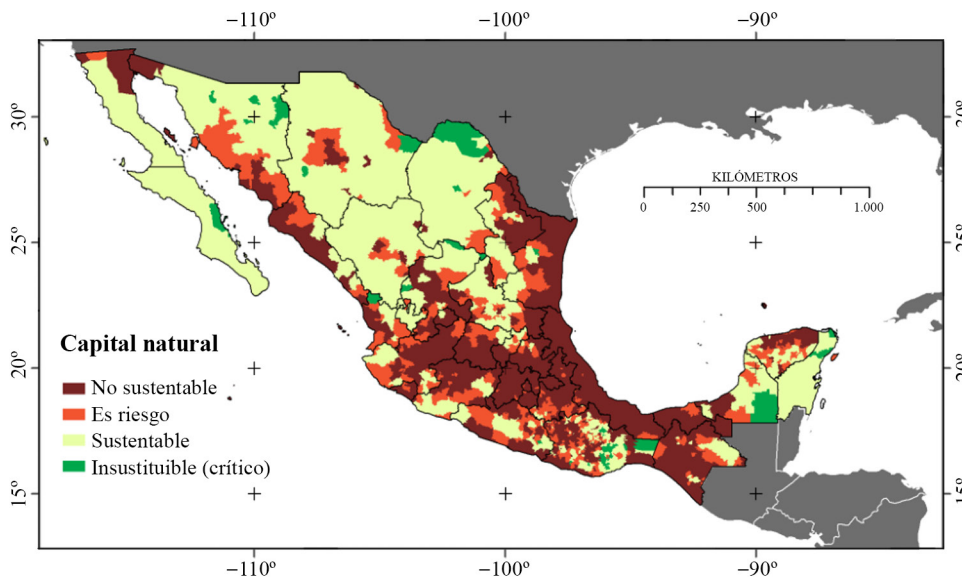 −110º −100º −90º
30º
25º
20º
15º
30º
25º
20º
15º
KILÓMETROS
0 250 500 1.000
Capital natural
No sustentable
Es riesgo
Sustentable
Insustituible (crítico)
−110º −100º −90º